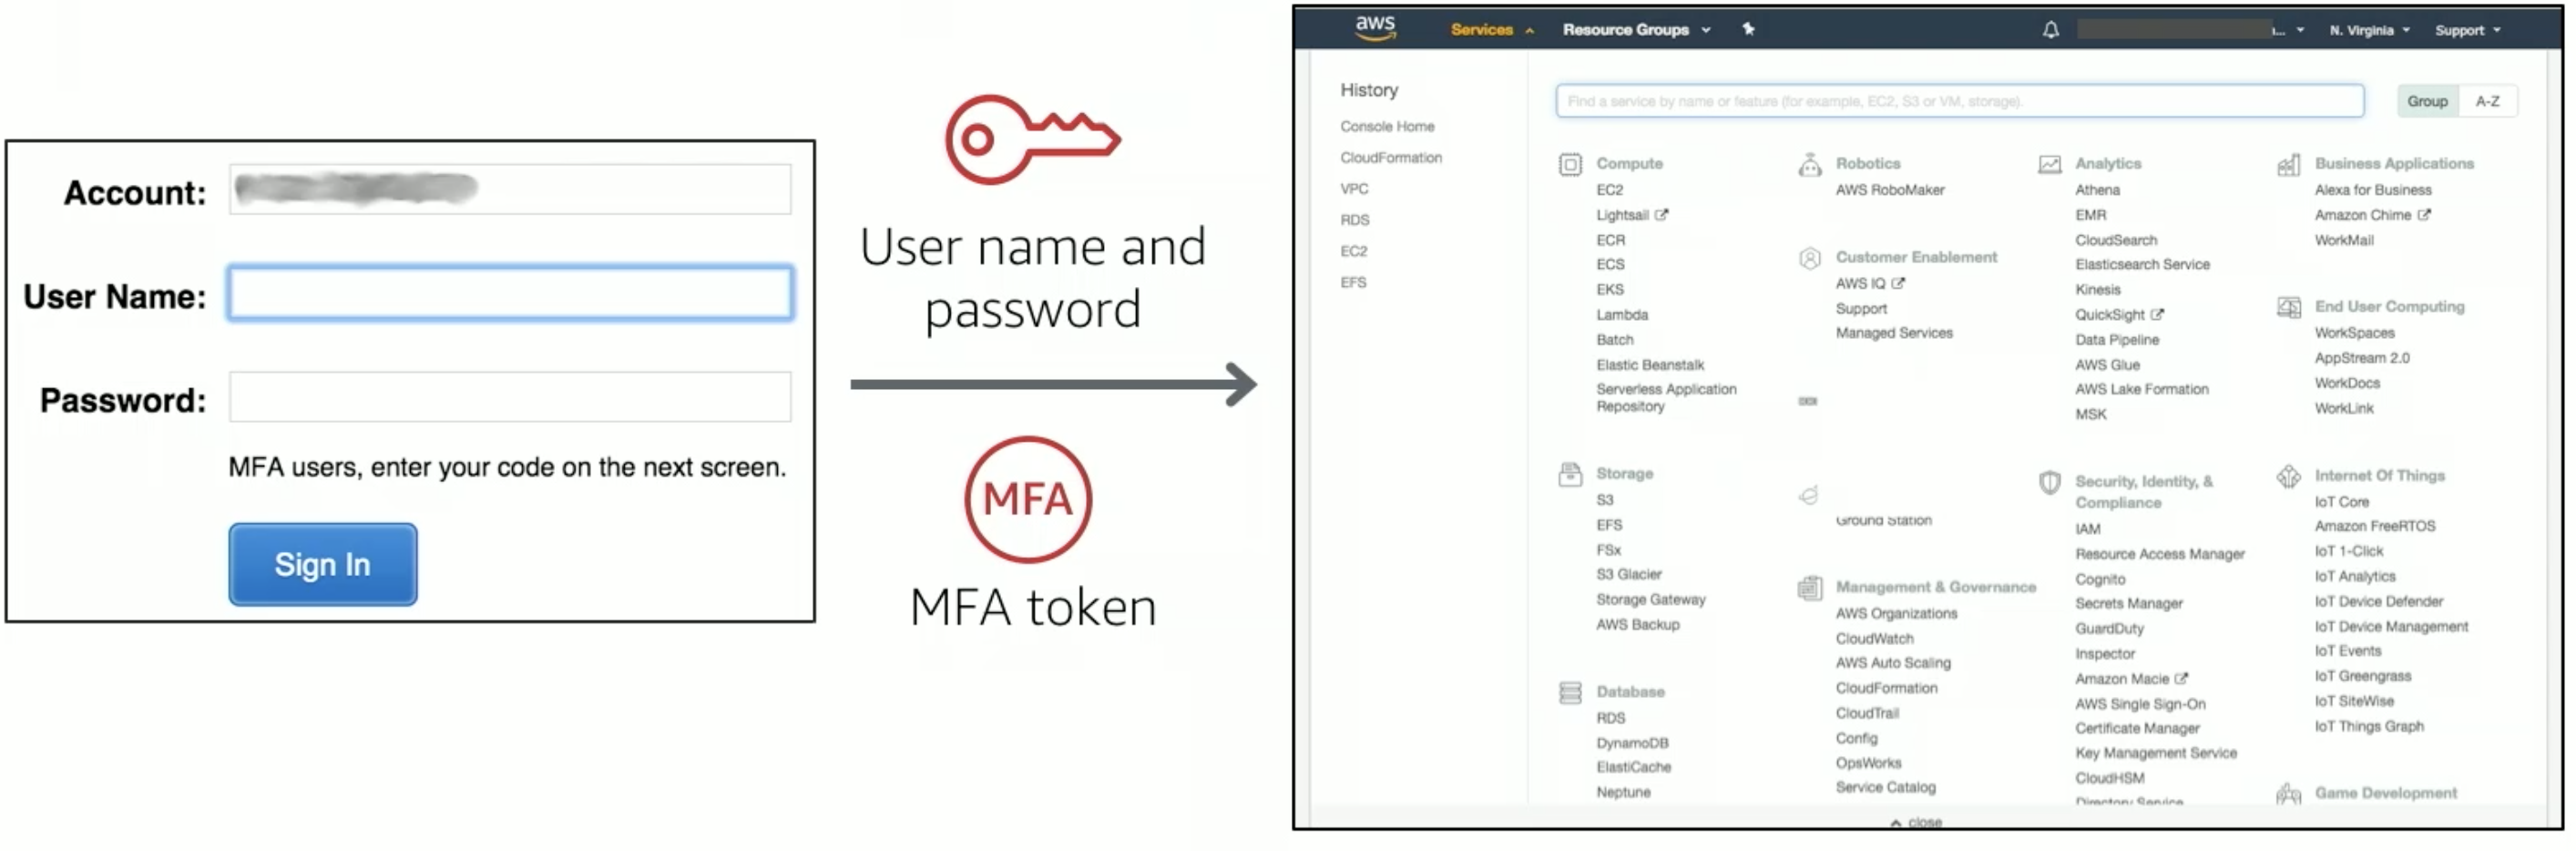 Account:
User Name:
Password:
MFA users, enter your code on the next screen.
Sign In
User name and
password
MFA
MFA token
aws
Services
Resource Groups
N. Virginia
Support
History
Console Home
CloudFormation
VPC
RDS
EC2
EFS
Find a service by name or feature (for example, EC2, S3 or VM, storage).
Group
A-Z
Compute
EC2
Lightsail
ECR
ECS
EKS
Lambda
Batch
Elastic Beanstalk
Serverless Application
Repository
Storage
S3
EFS
FSx
S3 Glacier
Storage Gateway
AWS Backup
Database
RDS
DynamoDB
ElastiCache
Neptune
Robotics
AWS RoboMaker
Customer Enablement
AWS IQ
Support
Managed Services
Ground Station
Management & Governance
AWS Organizations
CloudWatch
AWS Auto Scaling
CloudFormation
CloudTrail
Config
OpsWorks
Service Catalog
Analytics
Athena
EMR
CloudSearch
Elasticsearch Service
Kinesis
QuickSight
Data Pipeline
AWS Glue
AWS Lake Formation
MSK
Security, Identity, &
Compliance
IAM
Resource Access Manager
Cognito
Secrets Manager
GuardDuty
Inspector
Amazon Macie
AWS Single Sign-On
Certificate Manager
Key Management Service
CloudHSM
Directory Service
Business Applications
Alexa for Business
Amazon Chime
WorkMail
End User Computing
WorkSpaces
AppStream 2.0
WorkDocs
WorkLink
Internet Of Things
IoT Core
Amazon FreeRTOS
IoT 1-Click
IoT Analytics
IoT Device Defender
IoT Device Management
IoT Events
IoT Greengrass
IoT SiteWise
IoT Things Graph
Game Development
close